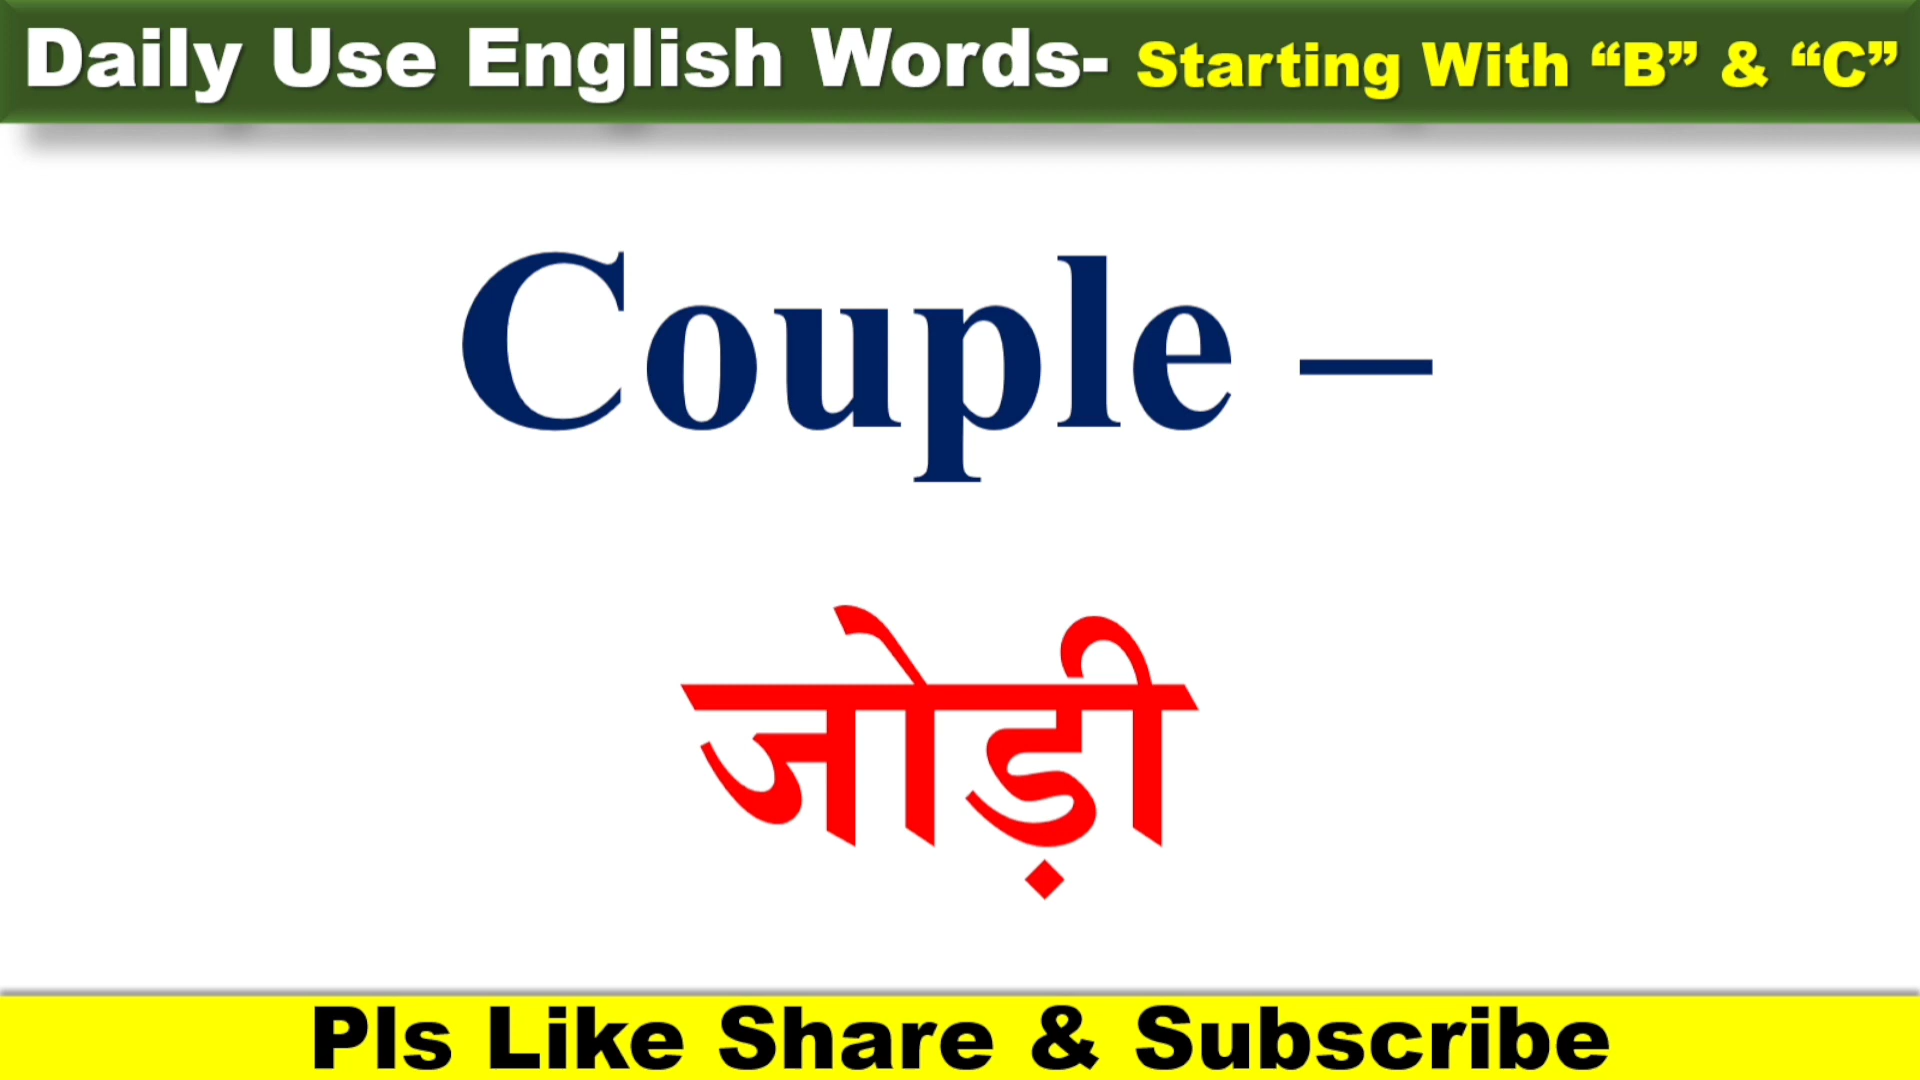 Daily Use English Words- Starting With “B” & “C”
Couple –
जोड़ी
Pls Like Share & Subscribe